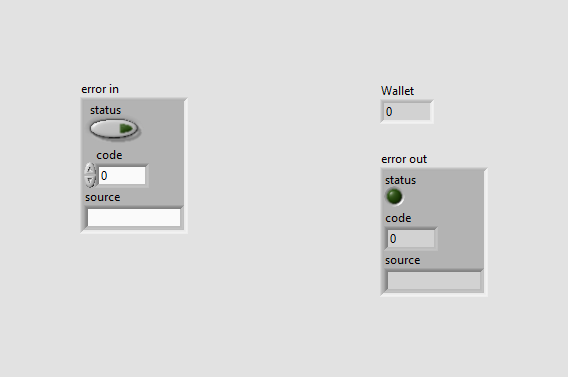 error in
status
code
0
source
Wallet
0
error out
status
code
0
source